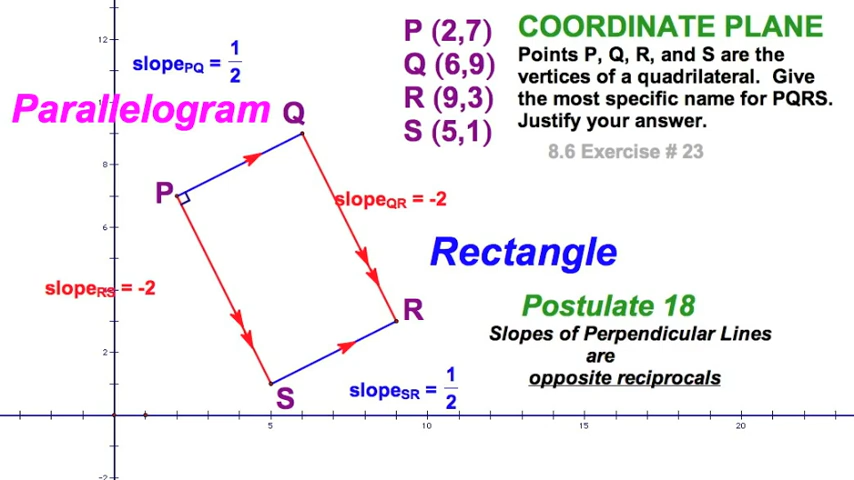 COORDINATE PLANE
P (2,7)
Q (6,9)
R (9,3)
S (5,1)
Points P, Q, R, and S are the
vertices of a quadrilateral. Give
the most specific name for PQRS.
Justify your answer.
8.6 Exercise # 23
12
slopePQ = 1/2
Parallelogram
Q
8
P
slopeQR = -2
6
Rectangle
slopeRS = -2
R
Postulate 18
Slopes of Perpendicular Lines
are
opposite reciprocals
2
slopeSR = 1/2
S
5
10
15
20
-2